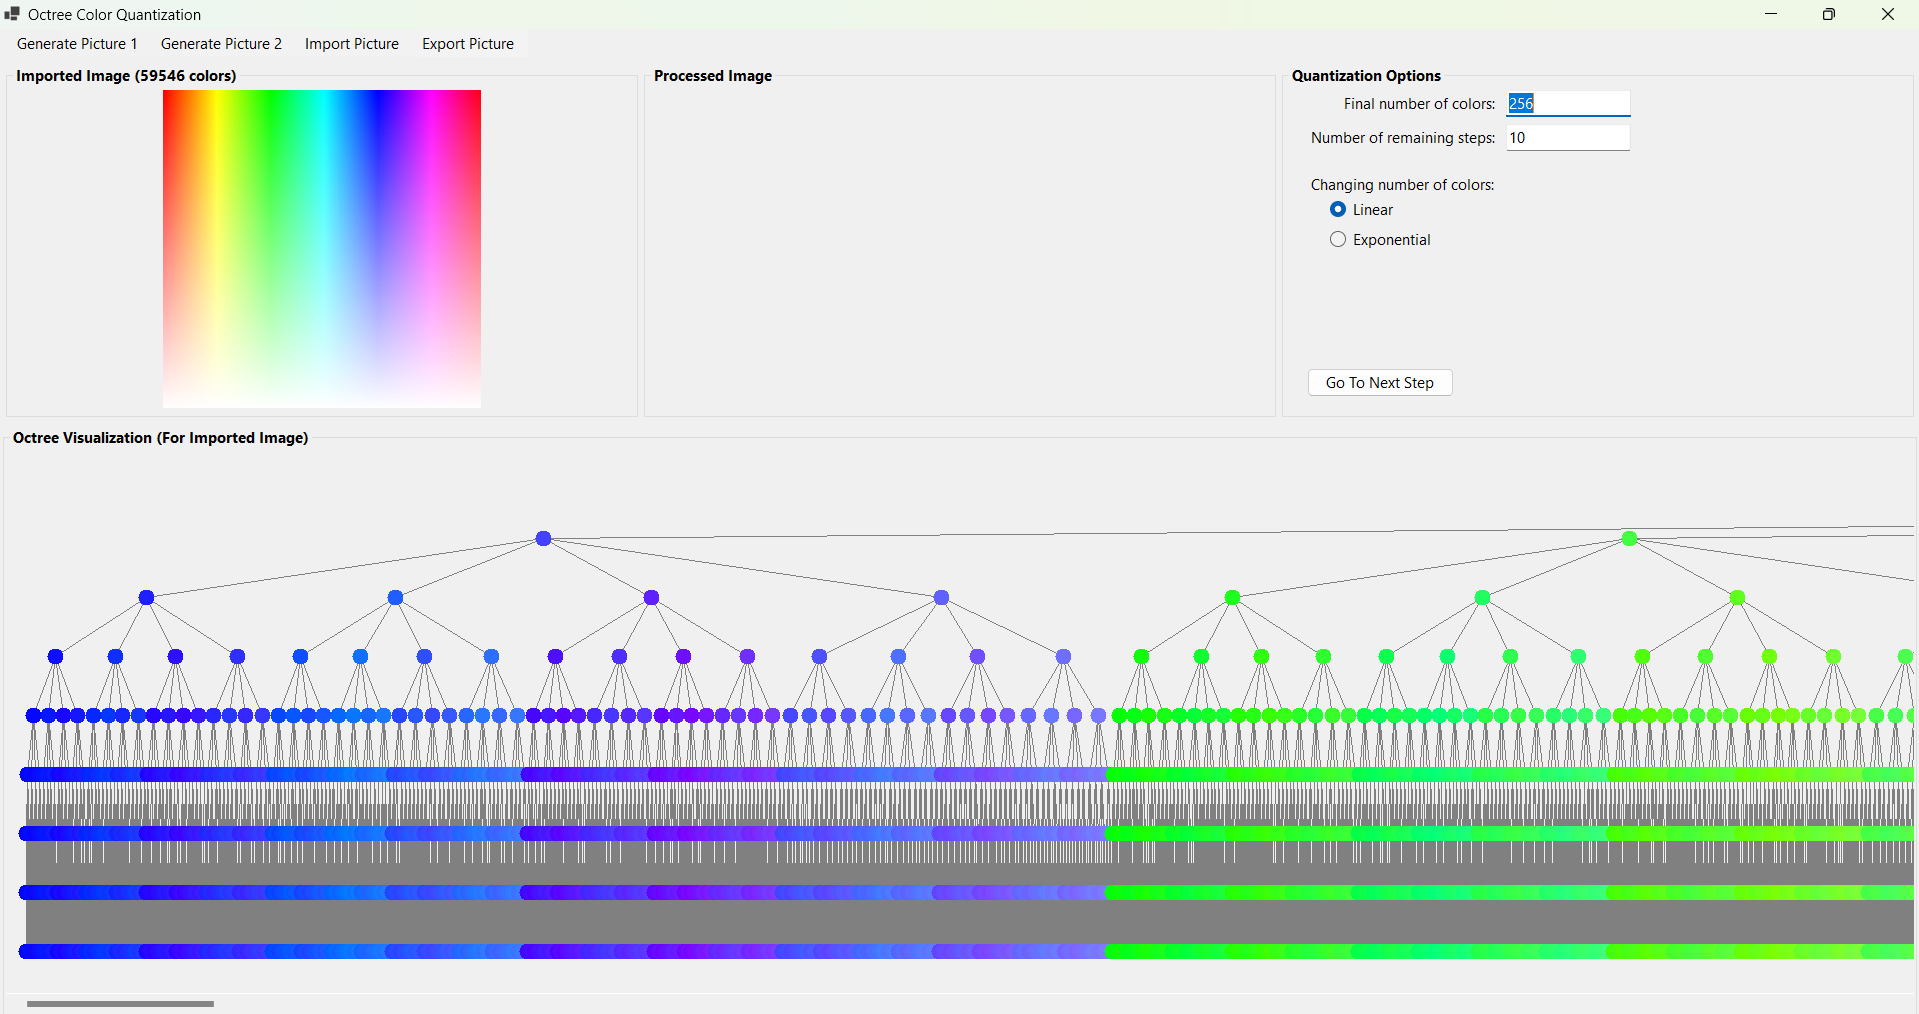 Octree Color Quantization
Generate Picture 1 Generate Picture 2 Import Picture Export Picture
Imported Image (59546 colors)
Processed Image
Quantization Options
Final number of colors: 256
Number of remaining steps: 10
Changing number of colors:
Linear
Exponential
Go To Next Step
Octree Visualization (For Imported Image)